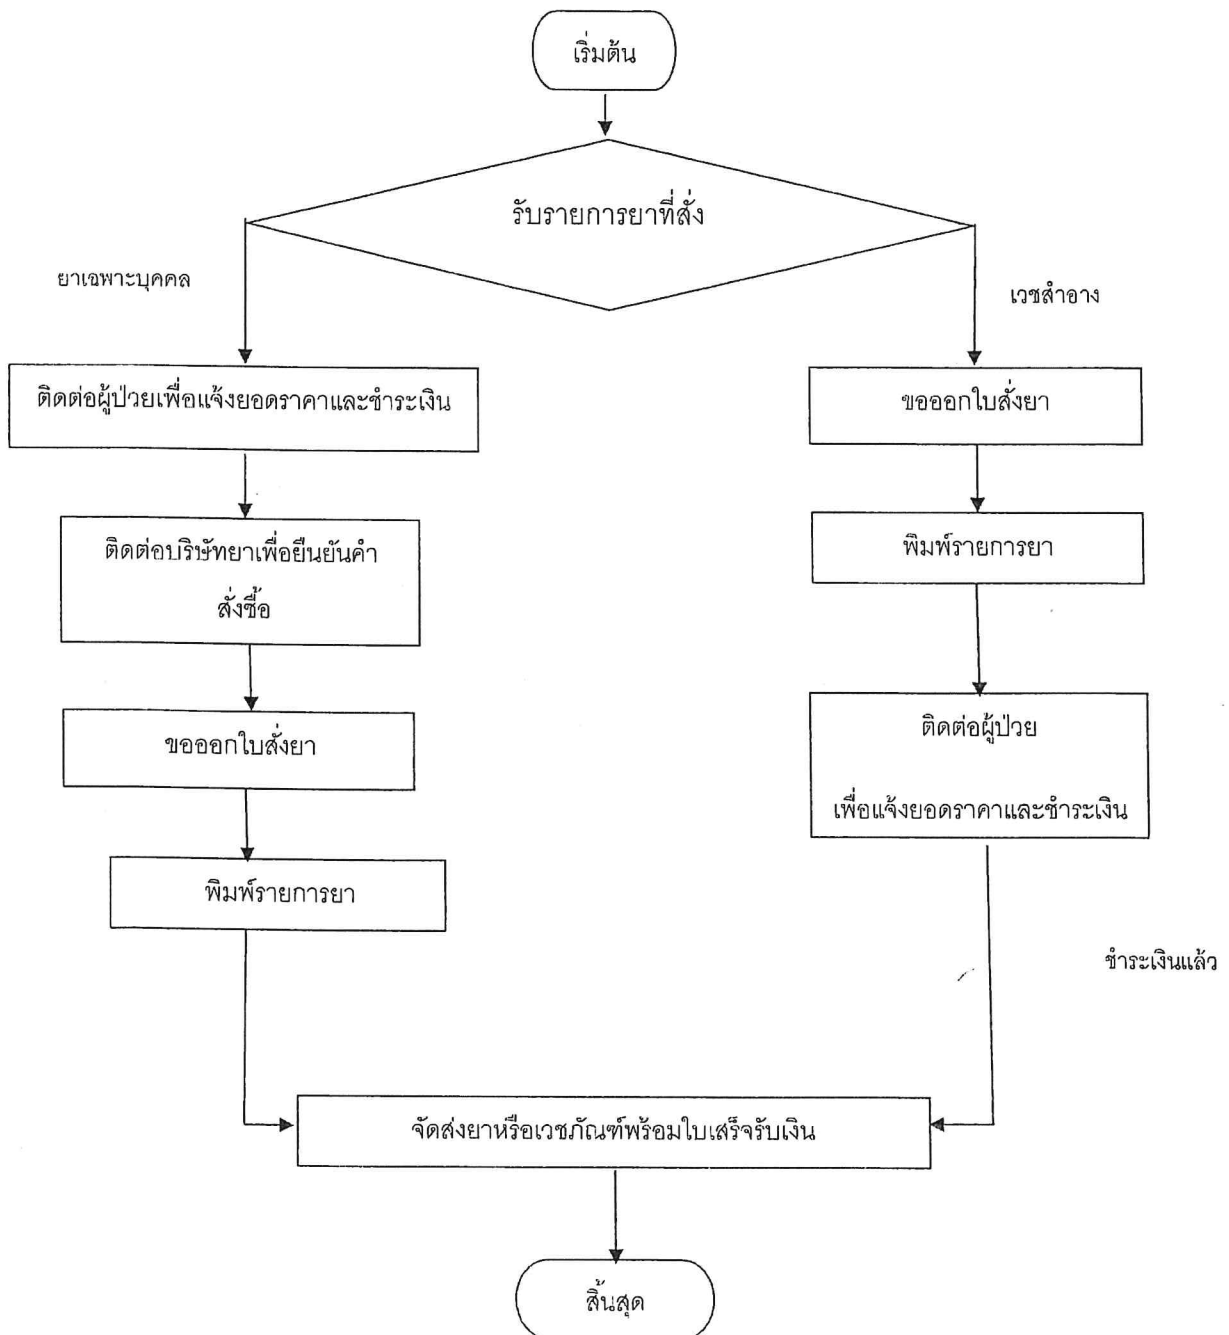 เริ่มต้น
รับรายการยาที่สั่ง
ยาเฉพาะบุคคล
เวชสำอาง
ติดต่อผู้ป่วยเพื่อแจ้งยอดราคาและชำระเงิน
ขอออกใบสั่งยา
ติดต่อบริษัทยาเพื่อยืนยันคำ
สั่งซื้อ
พิมพ์รายการยา
ขอออกใบสั่งยา
ติดต่อผู้ป่วย
เพื่อแจ้งยอดราคาและชำระเงิน
พิมพ์รายการยา
ชำระเงินแล้ว
จัดส่งยาหรือเวชภัณฑ์พร้อมใบเสร็จรับเงิน
สิ้นสุด